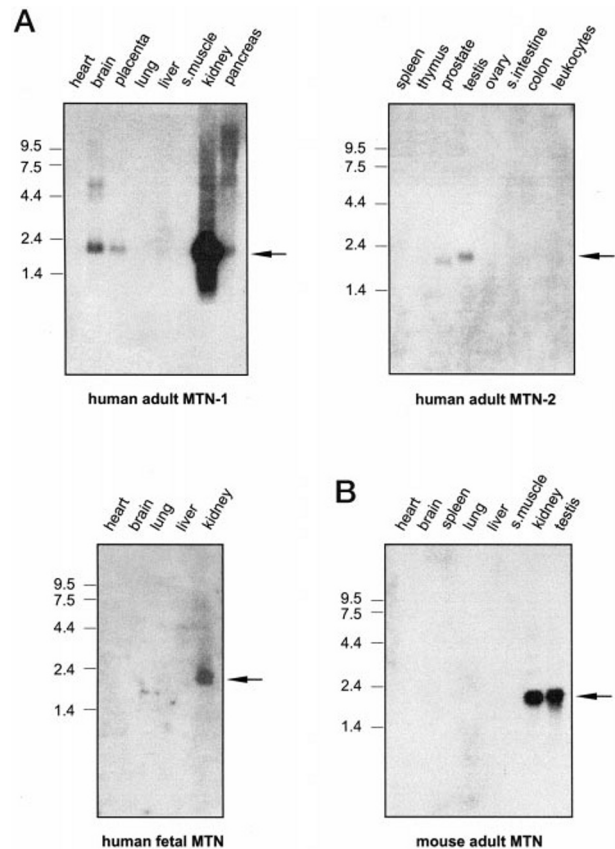 A
heart
brain
placenta
lung
liver
s.muscle
kidney
pancreas
9.5
7.5
4.4
2.4
1.4
human adult MTN-1
spleen
thymus
prostate
testis
ovary
s.intestine
colon
leukocytes
9.5
7.5
4.4
2.4
1.4
human adult MTN-2
heart
brain
lung
liver
kidney
9.5
7.5
4.4
2.4
1.4
human fetal MTN
B
heart
brain
spleen
lung
liver
s.muscle
kidney
testis
9.5
7.5
4.4
2.4
1.4
mouse adult MTN